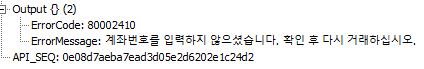 Output {} (2)
ErrorCode: 80002410
ErrorMessage: 계좌번호를 입력하지 않으셨습니다. 확인 후 다시 거래하십시오.
API_SEQ: 0e08d7aeba7ead3d05e2d6202e1c24d2